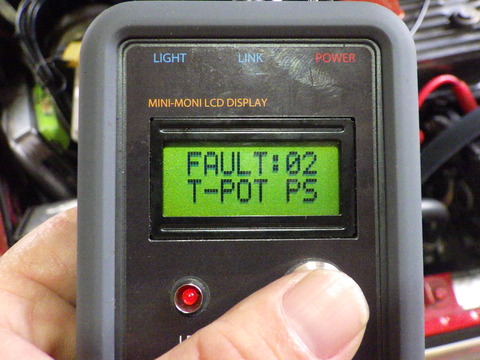 LIGHT LINK POWER
MINI-MONI LCD DISPLAY
FAULT:02
T-POT PS